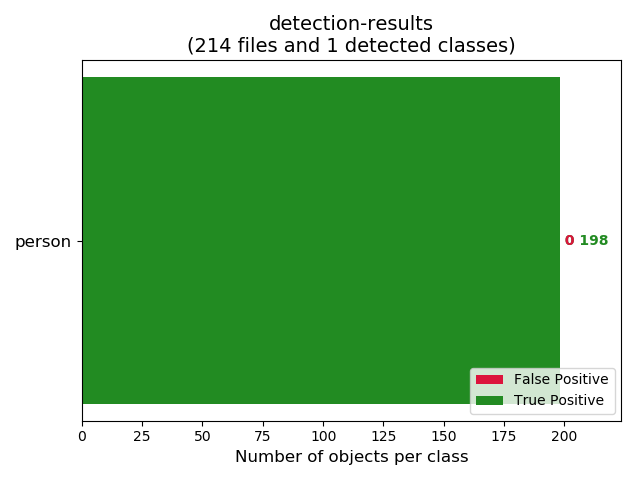 detection-results
(214 files and 1 detected classes)
person
0 198
False Positive
True Positive
0 25 50 75 100 125 150 175 200
Number of objects per class